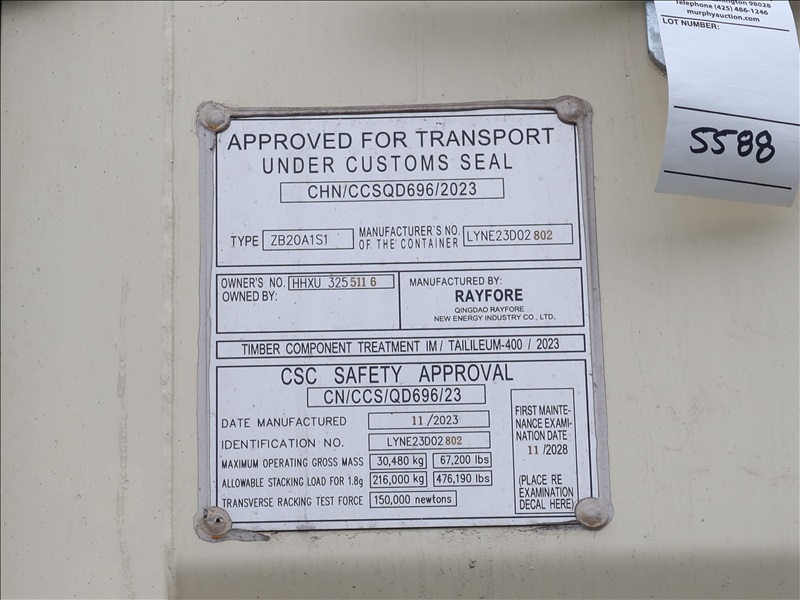 98028
Telephone (425) 486-1246
murphyauction.com
LOT NUMBER:
5588
APPROVED FOR TRANSPORT
UNDER CUSTOMS SEAL
CHN/CCSQD696/2023
TYPE ZB20A1S1
MANUFACTURER'S NO.
OF THE CONTAINER LYNE23D02 802
OWNER'S NO. HHXU 325 511 6
OWNED BY:
MANUFACTURED BY:
RAYFORE
QINGDAO RAYFORE
NEW ENERGY INDUSTRY CO., LTD.
TIMBER COMPONENT TREATMENT IM / TAILILEUM-400 / 2023
CSC SAFETY APPROVAL
CN/CCS/QD696/23
DATE MANUFACTURED 11 /2023
IDENTIFICATION NO. LYNE23D02 802
MAXIMUM OPERATING GROSS MASS 30,480 kg 67,200 lbs
ALLOWABLE STACKING LOAD FOR 1.8g 216,000 kg 476,190 lbs
TRANSVERSE RACKING TEST FORCE 150,000 newtons
FIRST MAINTE-
NANCE EXAMI-
NATION DATE
11 /2028
(PLACE RE
EXAMINATION
DECAL HERE)